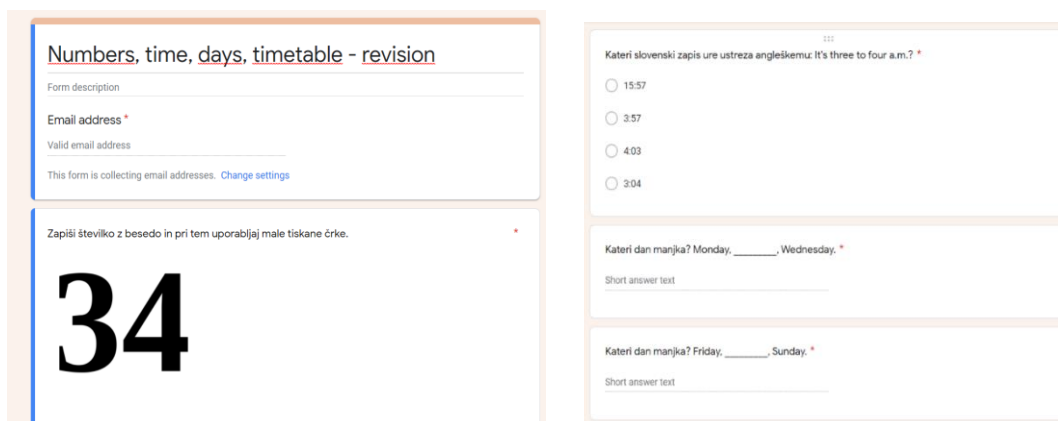 Numbers, time, days, timetable - revision
Form description
Email address *
Valid email address
This form is collecting email addresses. Change settings
Zapiši število z besedo in pri tem uporabljaj male tiskane črke. *
34
Kateri slovenski zapis ure ustreza angleškemu: It's three to four a.m.? *
15:57
3:57
4:03
3:04
Kateri dan manjka? Monday, ________, Wednesday. *
Short answer text
Kateri dan manjka? Friday, ________, Sunday. *
Short answer text